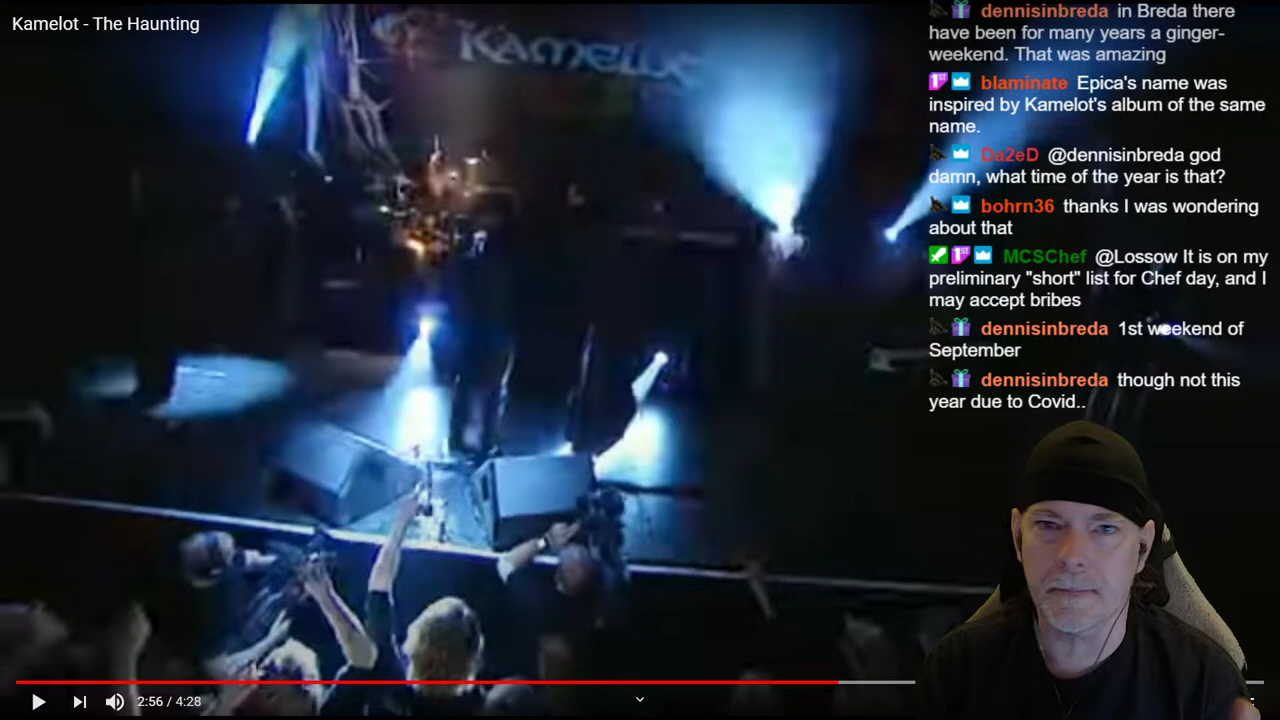 Kamelot - The Haunting
KAMELOT
dennisinbreda in Breda there
have been for many years a ginger-
weekend. That was amazing
1ST blaminate Epica's name was
inspired by Kamelot's album of the same
name.
Da2eD @dennisinbreda god
damn, what time of the year is that?
bohrn36 thanks I was wondering
about that
1ST MCSChef @Lossow It is on my
preliminary "short" list for Chef day, and I
may accept bribes
dennisinbreda 1st weekend of
September
dennisinbreda though not this
year due to Covid..
2:56 / 4:28